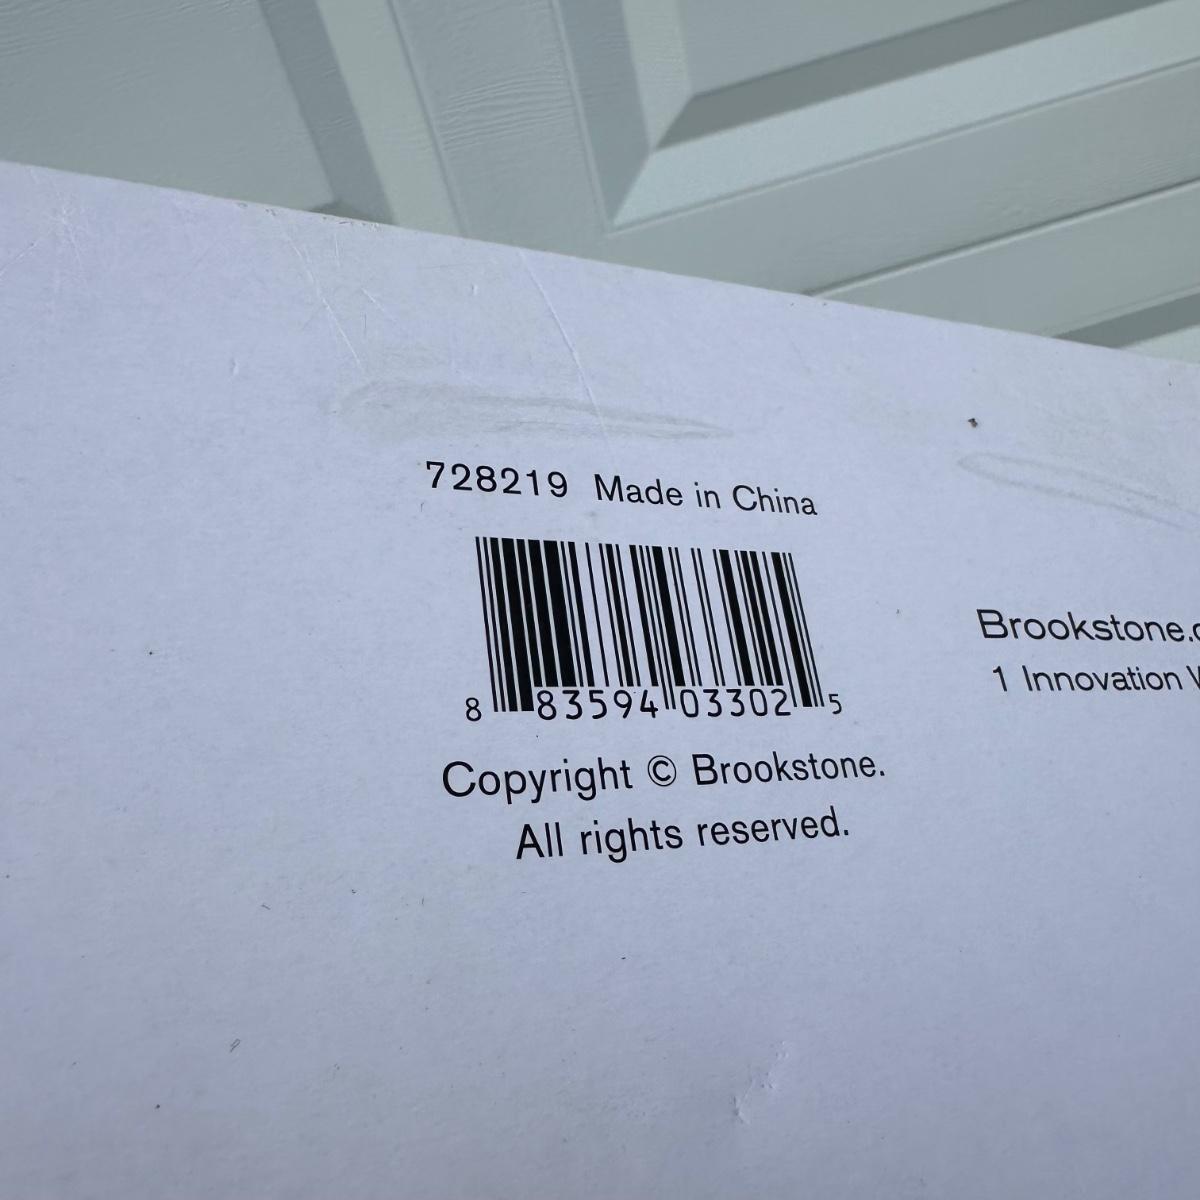 728219 Made in China
8 83594 03302 5
Copyright © Brookstone.
All rights reserved.
Brookstone.
1 Innovation